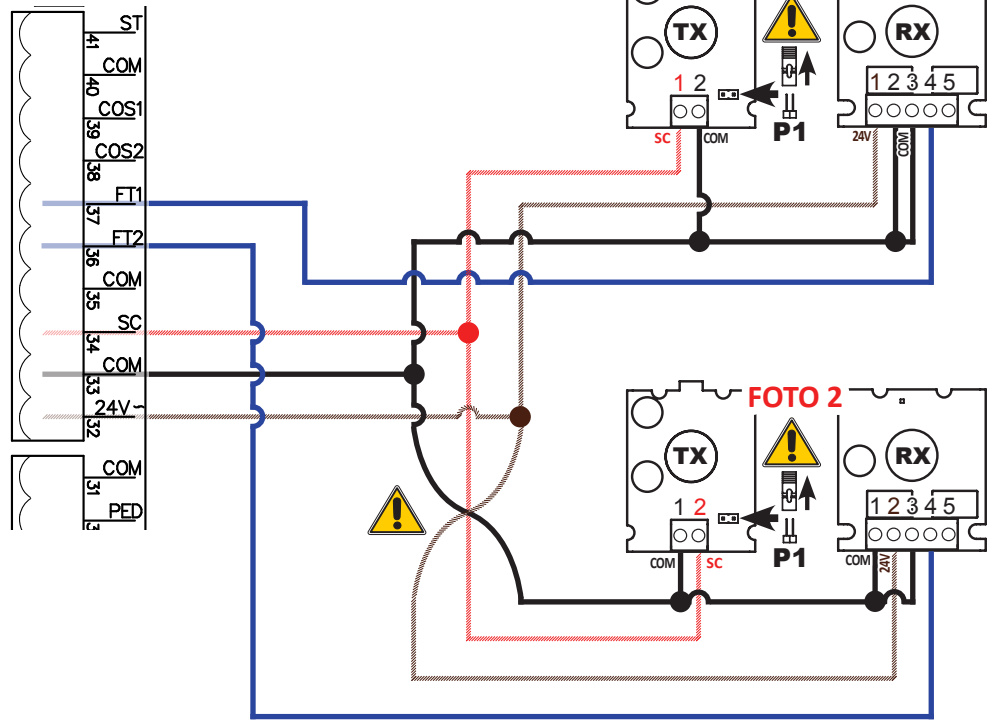 ST
41
COM
40
COS1
39
COS2
38
FT1
37
FT2
36
COM
35
SC
34
COM
33
24V~
32
COM
31
PED
TX
1 2
SC
COM
P1
RX
1 2 3 4 5
24V
COM
FOTO 2
TX
1 2
COM
SC
P1
RX
1 2 3 4 5
COM
24V